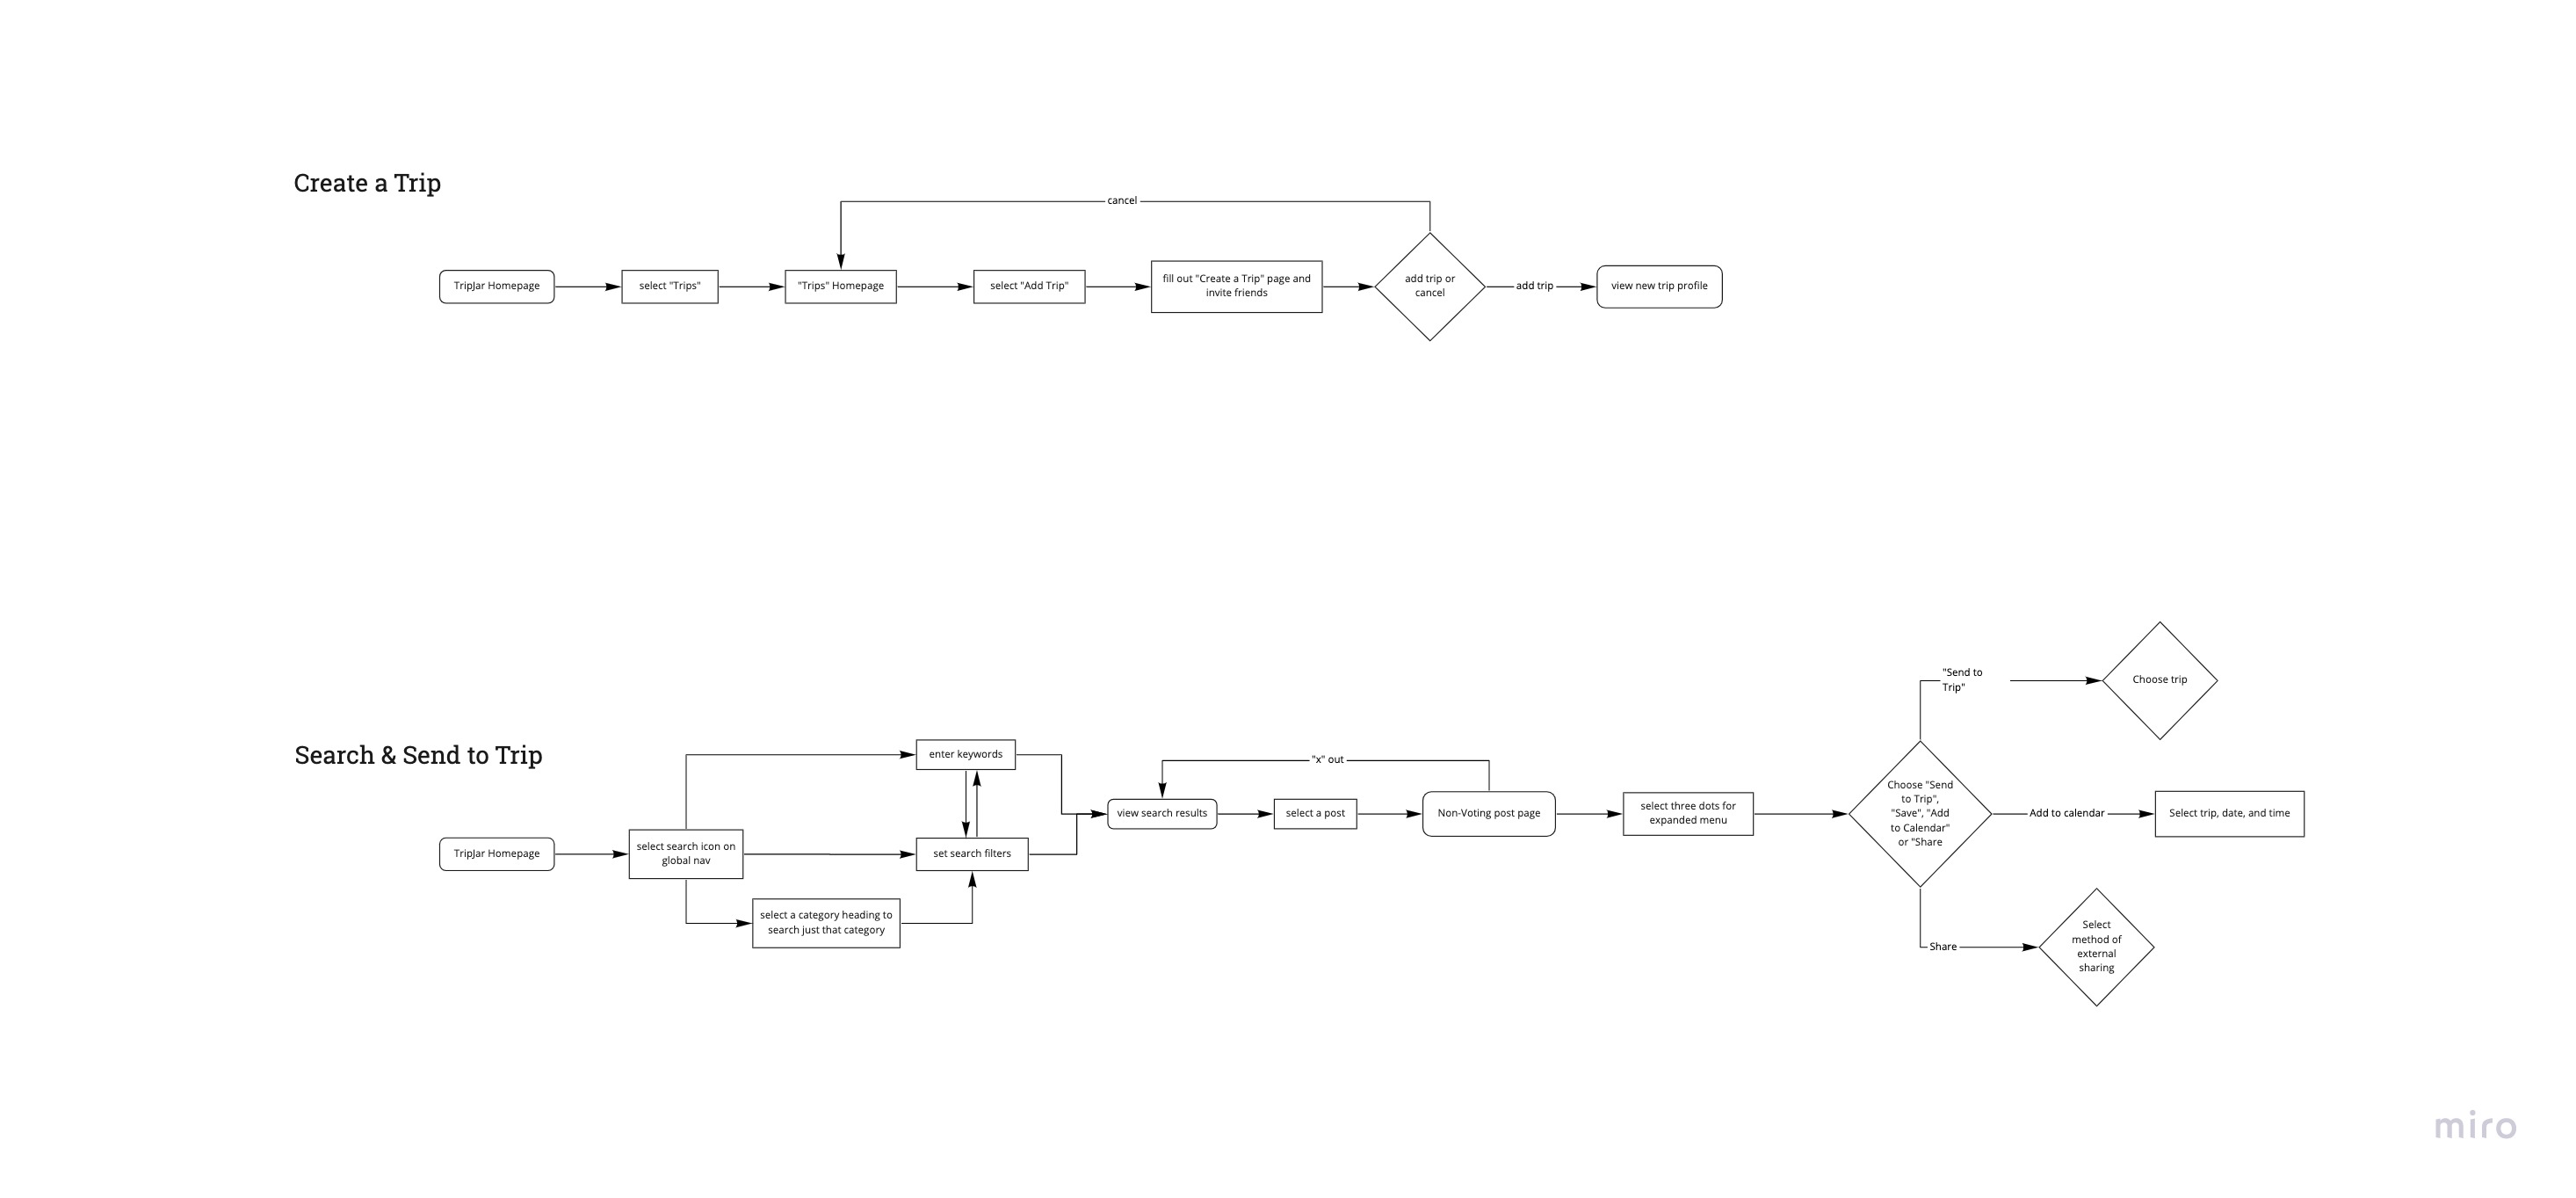 Create a Trip
cancel
TripJar Homepage
select "Trips"
"Trips" Homepage
select "Add Trip"
fill out "Create a Trip" page and
invite friends
add trip or
cancel
add trip
view new trip profile
Search & Send to Trip
TripJar Homepage
select search icon on
global nav
enter keywords
set search filters
select a category heading to
search just that category
view search results
"x" out
select a post
Non-Voting post page
select three dots for
expanded menu
Choose "Send
to Trip",
"Save", "Add
to Calendar"
or "Share
"Send to
Trip"
Choose trip
Add to calendar
Select trip, date, and time
Share
Select
method of
external
sharing
miro